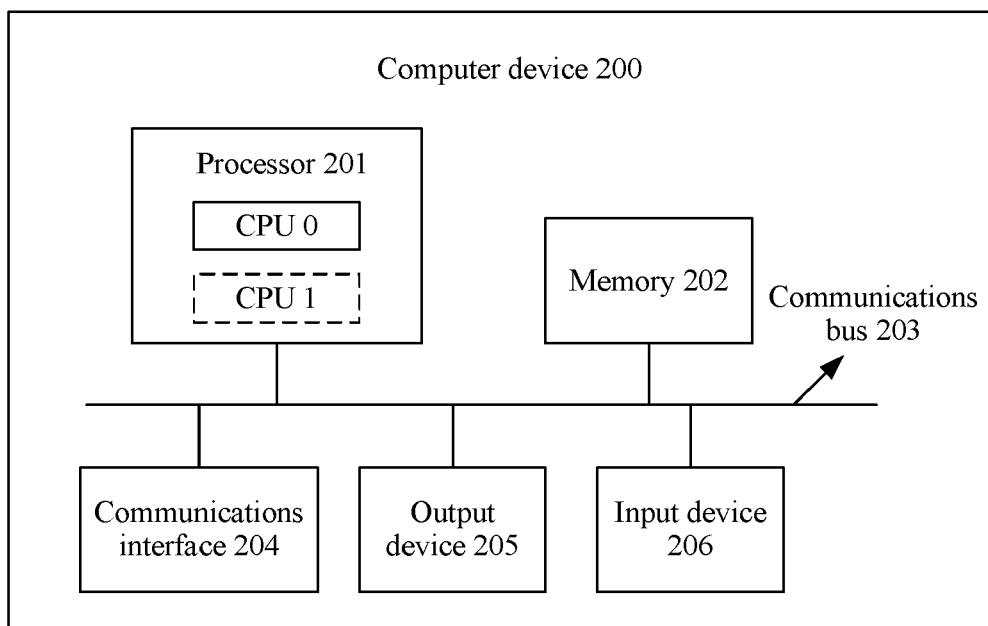 Computer device 200
Processor 201
CPU 0
CPU 1
Memory 202
Communications
bus 203
Communications
interface 204
Output
device 205
Input device
206